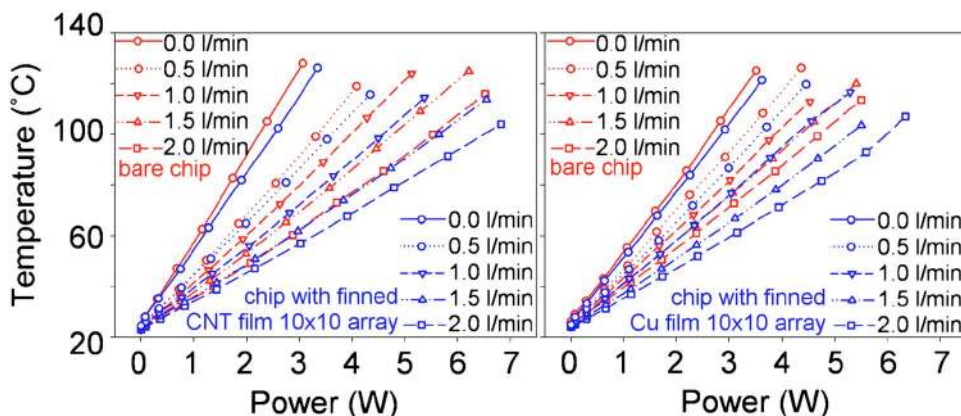 140
100
60
20
Temperature (˚C)
0.0 l/min
0.5 l/min
1.0 l/min
1.5 l/min
2.0 l/min
bare chip
0.0 l/min
0.5 l/min
1.0 l/min
1.5 l/min
2.0 l/min
chip with finned
CNT film 10x10 array
0 1 2 3 4 5 6 7
Power (W)
0.0 l/min
0.5 l/min
1.0 l/min
1.5 l/min
2.0 l/min
bare chip
0.0 l/min
0.5 l/min
1.0 l/min
1.5 l/min
2.0 l/min
chip with finned
Cu film 10x10 array
0 1 2 3 4 5 6 7
Power (W)